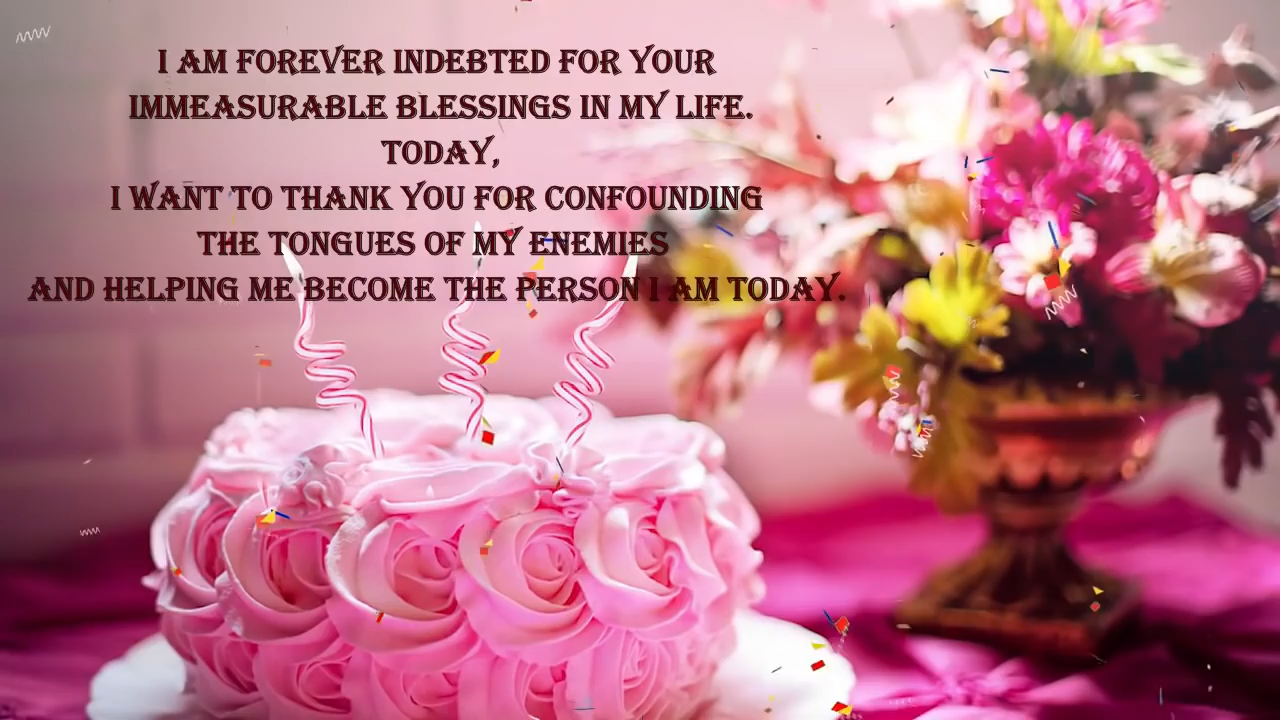 I AM FOREVER INDEBTED FOR YOUR
IMMEASURABLE BLESSINGS IN MY LIFE.
TODAY,
I WANT TO THANK YOU FOR CONFOUNDING
THE TONGUES OF MY ENEMIES
AND HELPING ME BECOME THE PERSON I AM TODAY.